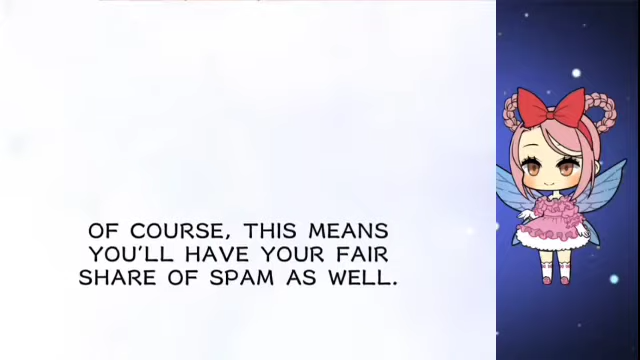 OF COURSE, THIS MEANS
YOU'LL HAVE YOUR FAIR
SHARE OF SPAM AS WELL.